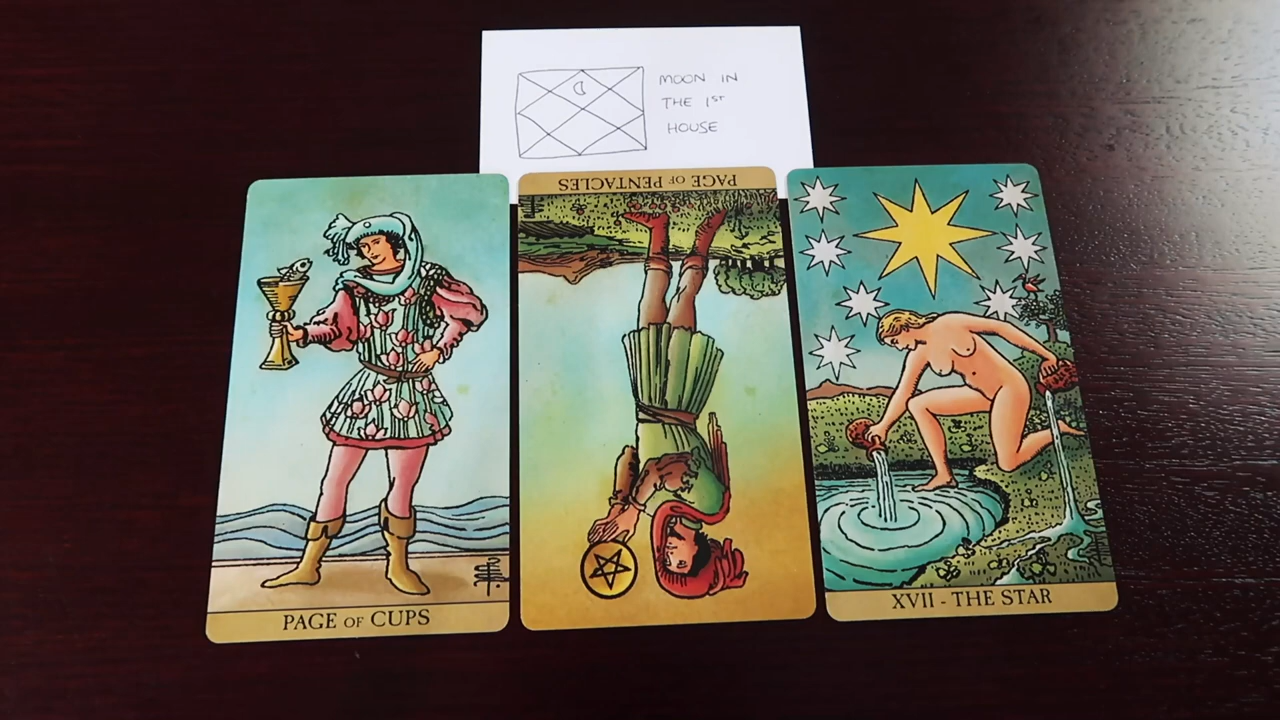 MOON IN
THE 1ST
HOUSE
PAGE OF PENTACLES
PAGE OF CUPS
XVII - THE STAR